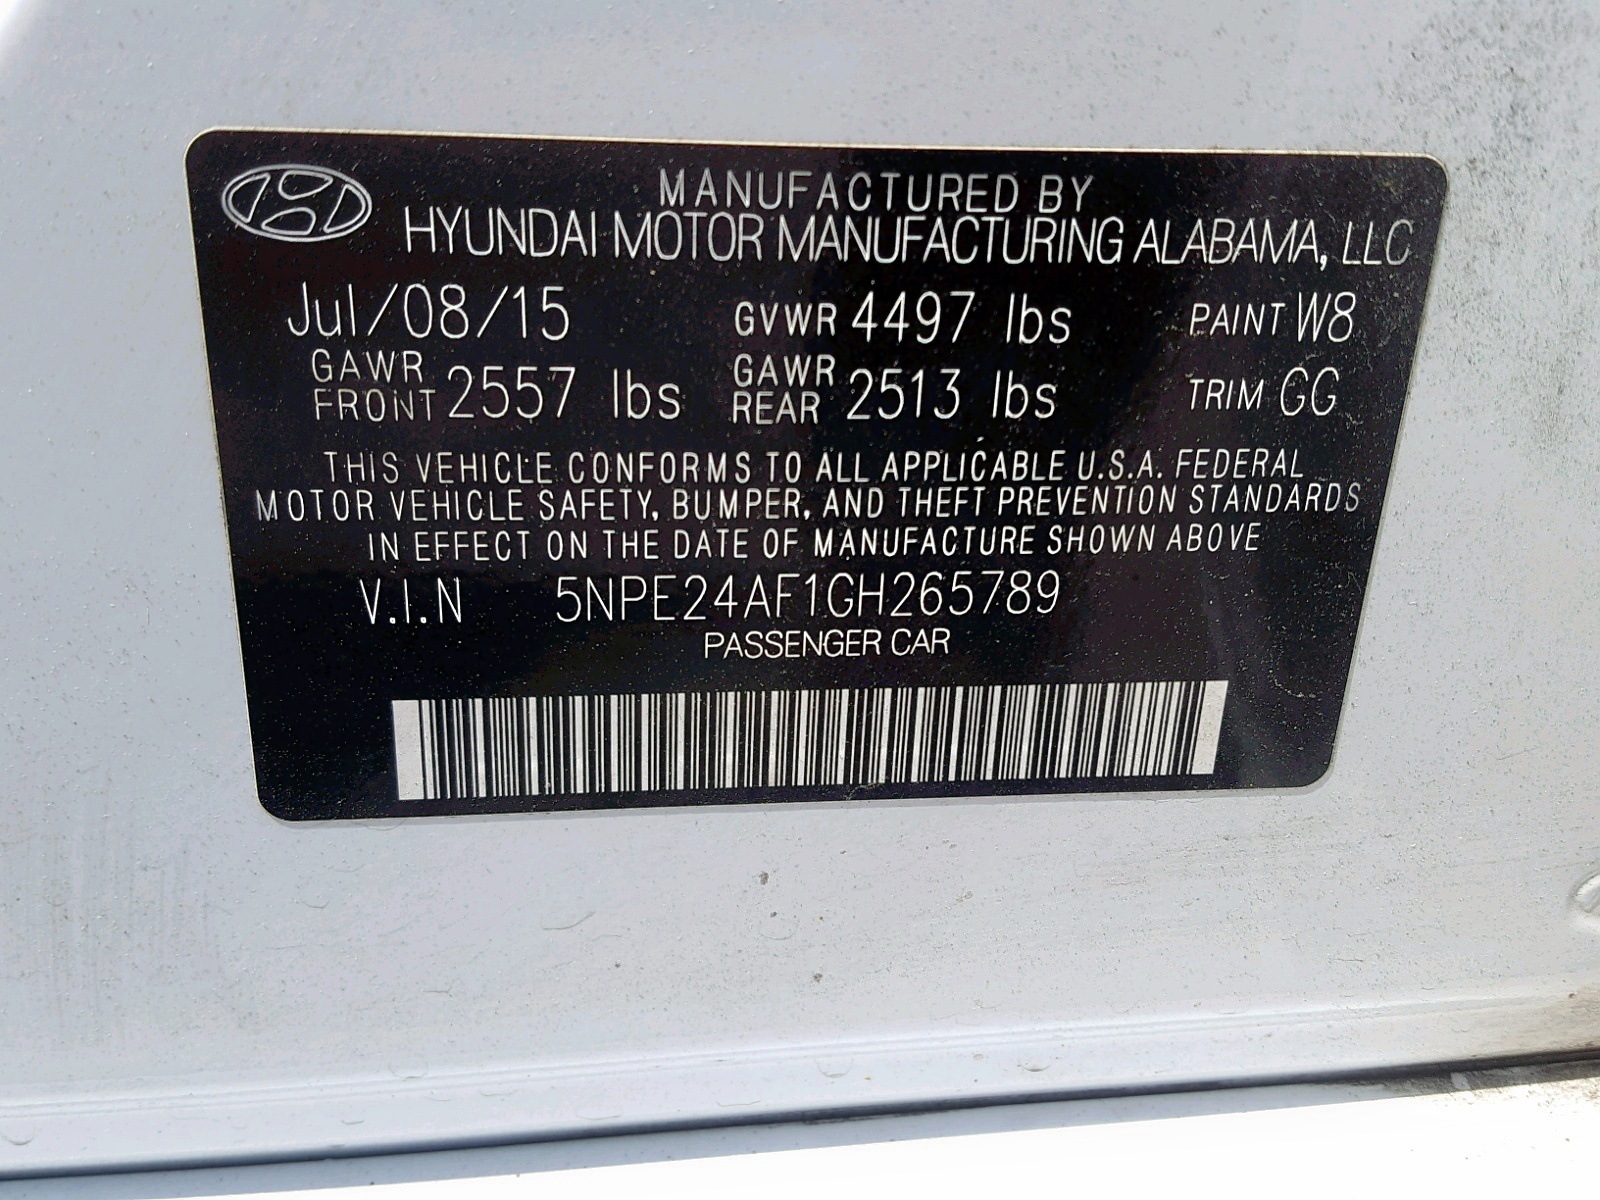 MANUFACTURED BY
HYUNDAI MOTOR MANUFACTURING ALABAMA, LLC
Jul/08/15 GVWR 4497 lbs PAINT W8
GAWR FRONT 2557 lbs GAWR REAR 2513 lbs TRIM GG
THIS VEHICLE CONFORMS TO ALL APPLICABLE U.S.A. FEDERAL
MOTOR VEHICLE SAFETY, BUMPER, AND THEFT PREVENTION STANDARDS
IN EFFECT ON THE DATE OF MANUFACTURE SHOWN ABOVE
V.I.N 5NPE24AF1GH265789
PASSENGER CAR